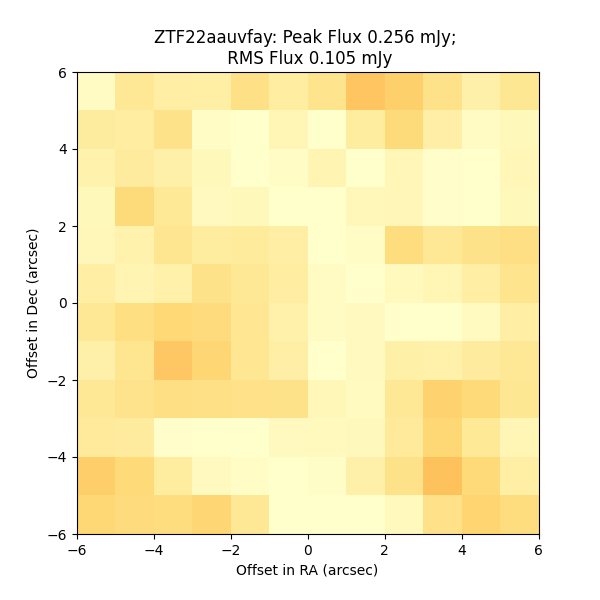 ZTF22aauvfay: Peak Flux 0.256 mJy;
RMS Flux 0.105 mJy
6
4
2
0
−2
−4
−6
Offset in Dec (arcsec)
−6 −4 −2 0 2 4 6
Offset in RA (arcsec)